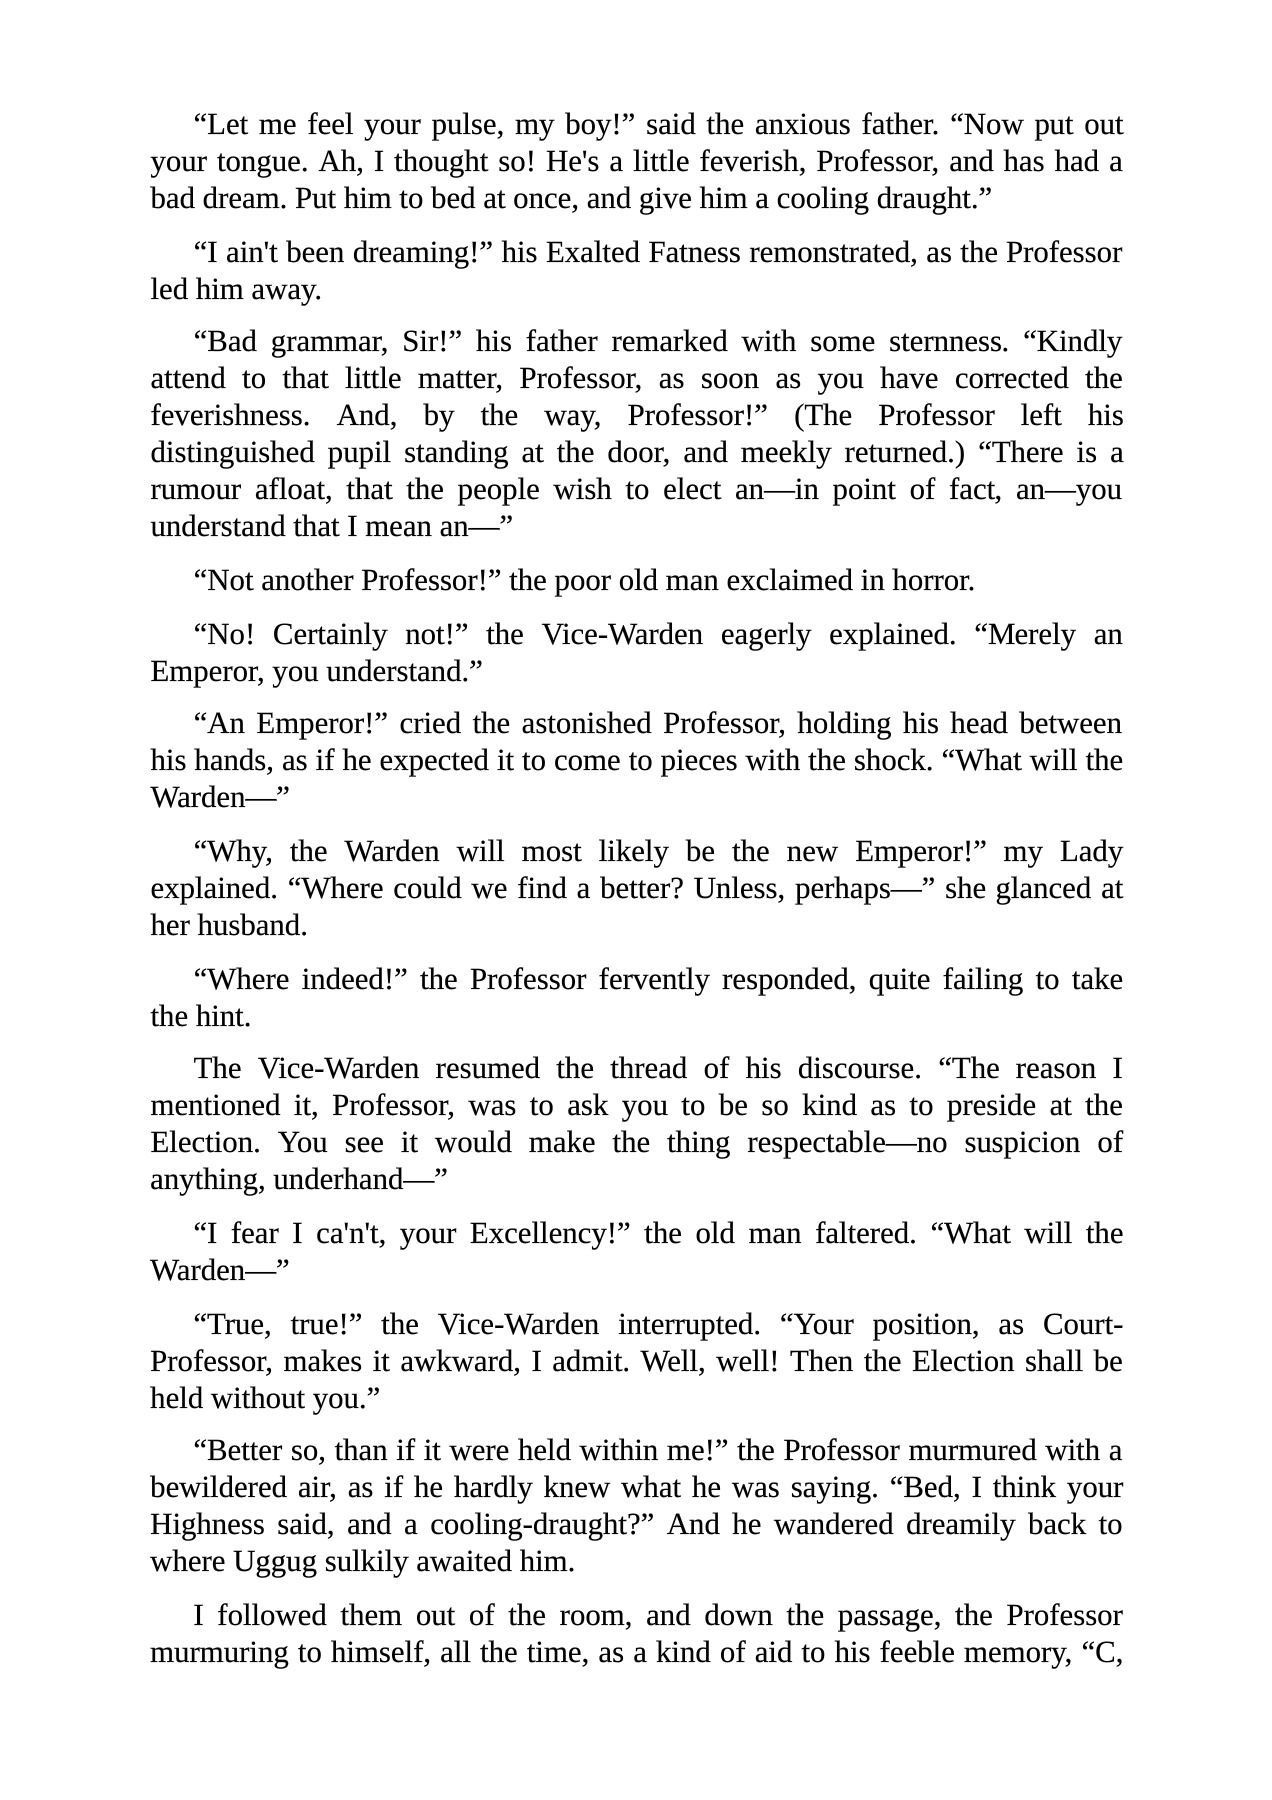 “Let me feel your pulse, my boy!” said the anxious father. “Now put out
your tongue. Ah, I thought so! He's a little feverish, Professor, and has had a
bad dream. Put him to bed at once, and give him a cooling draught.”
“I ain't been dreaming!” his Exalted Fatness remonstrated, as the Professor
led him away.
“Bad grammar, Sir!” his father remarked with some sternness. “Kindly
attend to that little matter, Professor, as soon as you have corrected the
feverishness. And, by the way, Professor!” (The Professor left his
distinguished pupil standing at the door, and meekly returned.) “There is a
rumour afloat, that the people wish to elect an—in point of fact, an—you
understand that I mean an—”
“Not another Professor!” the poor old man exclaimed in horror.
“No! Certainly not!” the Vice-Warden eagerly explained. “Merely an
Emperor, you understand.”
“An Emperor!” cried the astonished Professor, holding his head between
his hands, as if he expected it to come to pieces with the shock. “What will the
Warden—”
“Why, the Warden will most likely be the new Emperor!” my Lady
explained. “Where could we find a better? Unless, perhaps—” she glanced at
her husband.
“Where indeed!” the Professor fervently responded, quite failing to take
the hint.
The Vice-Warden resumed the thread of his discourse. “The reason I
mentioned it, Professor, was to ask you to be so kind as to preside at the
Election. You see it would make the thing respectable—no suspicion of
anything, underhand—”
“I fear I ca'n't, your Excellency!” the old man faltered. “What will the
Warden—”
“True, true!” the Vice-Warden interrupted. “Your position, as Court-
Professor, makes it awkward, I admit. Well, well! Then the Election shall be
held without you.”
“Better so, than if it were held within me!” the Professor murmured with a
bewildered air, as if he hardly knew what he was saying. “Bed, I think your
Highness said, and a cooling-draught?” And he wandered dreamily back to
where Uggug sulkily awaited him.
I followed them out of the room, and down the passage, the Professor
murmuring to himself, all the time, as a kind of aid to his feeble memory, “C,